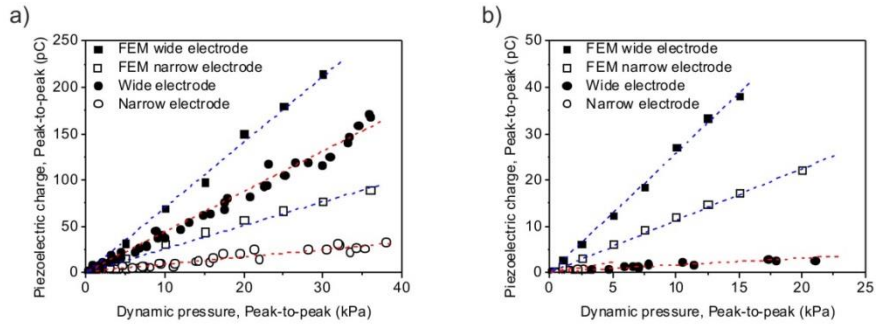 a)
Piezoelectric charge, Peak-to-peak (pC)
250
200
150
100
50
0
FEM wide electrode
FEM narrow electrode
Wide electrode
Narrow electrode
0 10 20 30 40
Dynamic pressure, Peak-to-peak (kPa)
b)
Piezoelectric charge, Peak-to-peak (pC)
50
40
30
20
10
0
FEM wide electrode
FEM narrow electrode
Wide electrode
Narrow electrode
0 5 10 15 20 25
Dynamic pressure, Peak-to-peak (kPa)